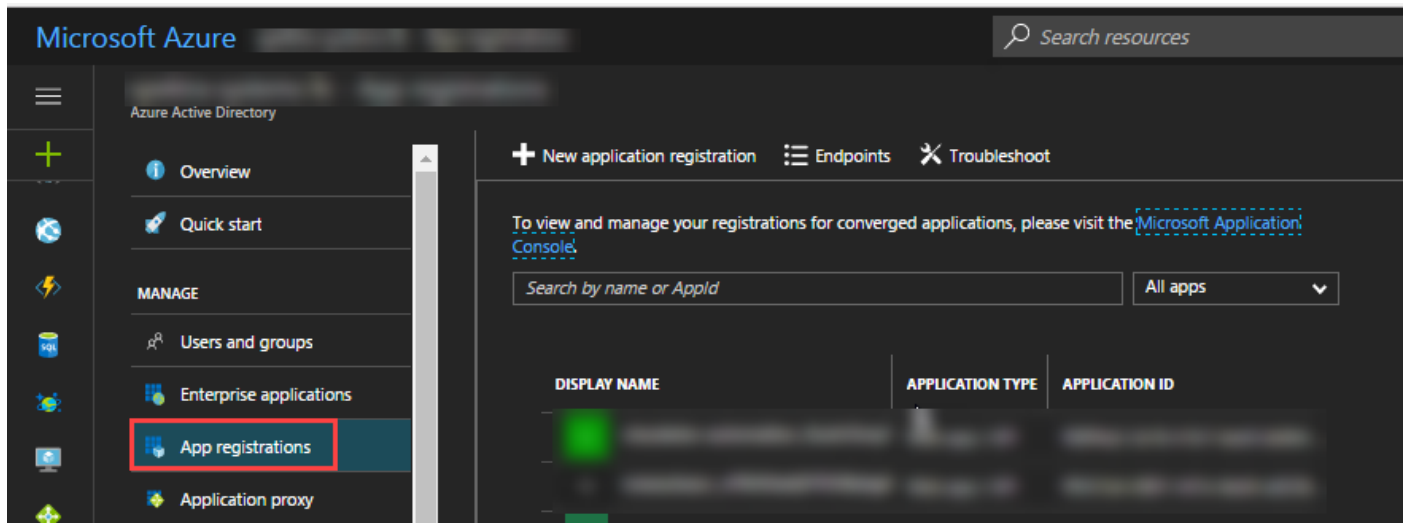 Microsoft Azure
Search resources
Azure Active Directory
Overview
Quick start
MANAGE
Users and groups
Enterprise applications
App registrations
Application proxy
New application registration Endpoints Troubleshoot
To view and manage your registrations for converged applications, please visit the Microsoft Application
Console.
Search by name or AppId All apps
DISPLAY NAME APPLICATION TYPE APPLICATION ID
SQL